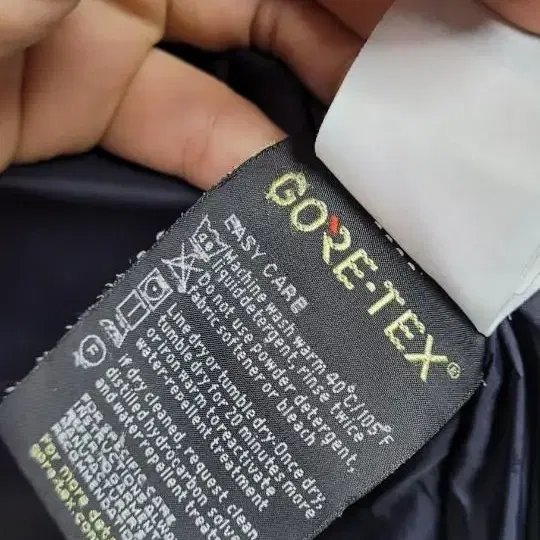 GORE-TEX®
EASY CARE
Machine wash warm 40°C/105°F
liquid detergent, rinse twice
Do not use powder detergent,
fabric softener or bleach
Line dry or tumble dry. Once dry,
tumble dry for 20 minutes more
or iron warm to reactivate
water repellent treatment
If dry cleaned, request clean
distilled hydrocarbon
and water repellent
For more
F